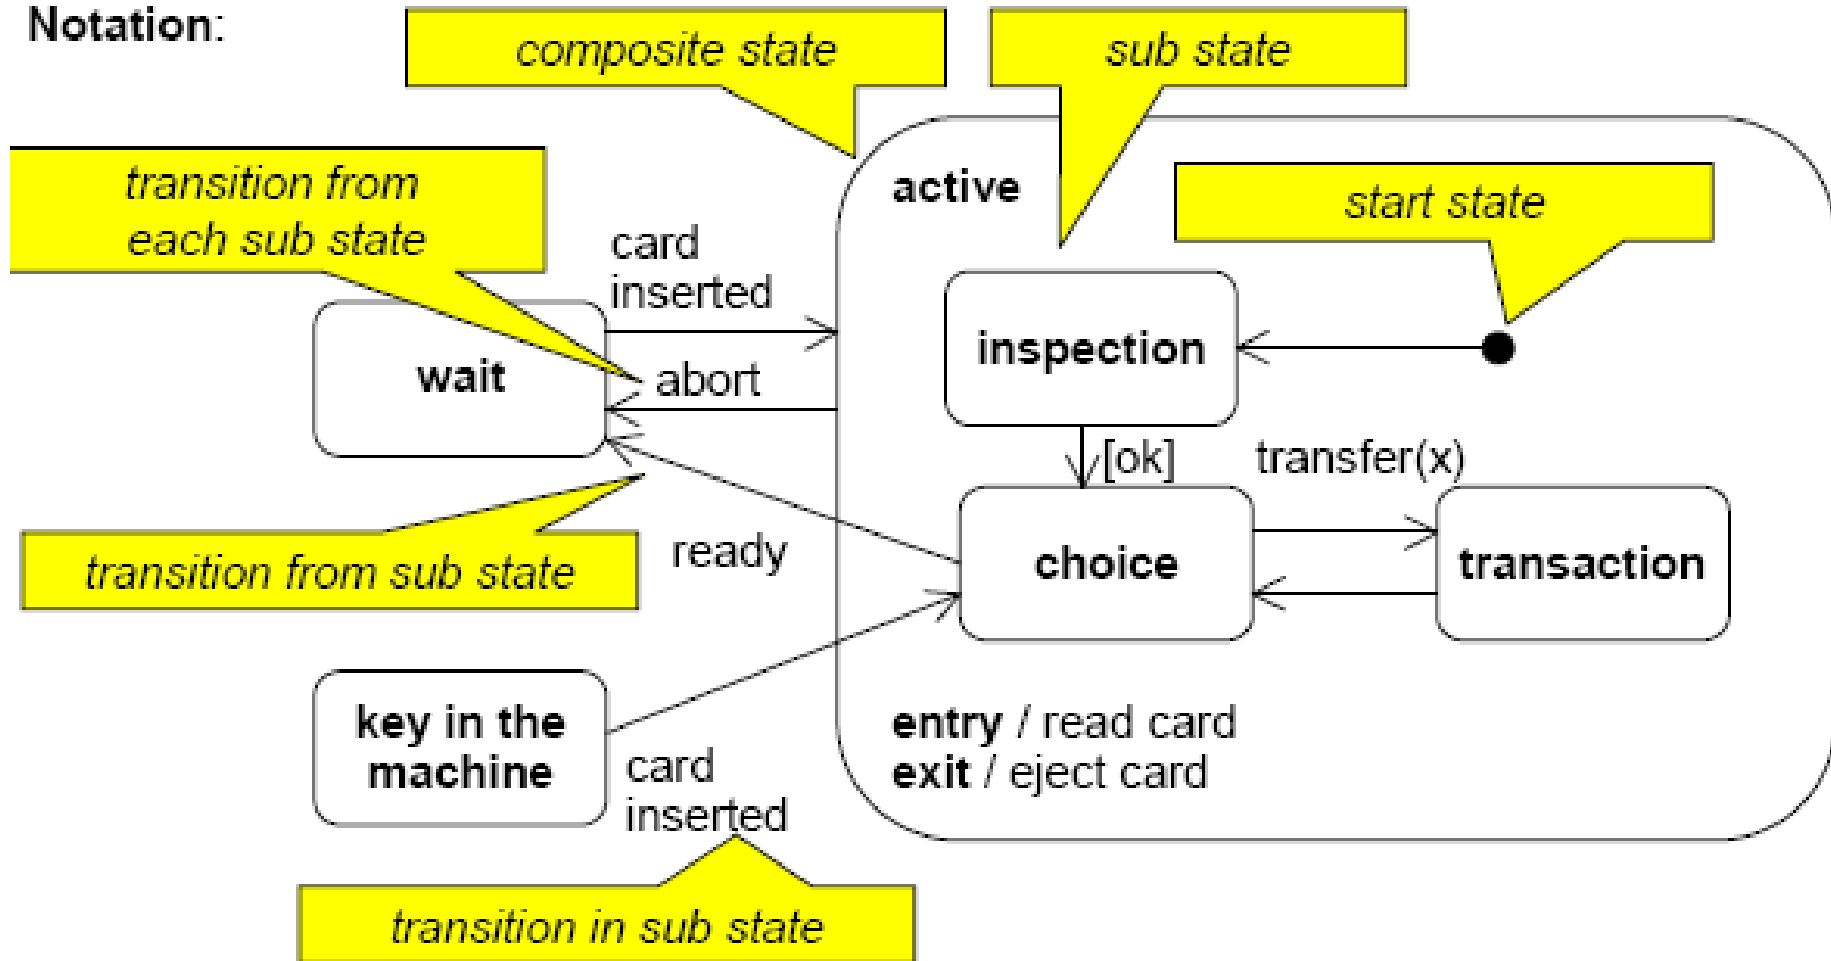 Notation:
composite state
sub state
transition from
each sub state
active
start state
card
inserted
wait
abort
inspection
[ok]
transfer(x)
transition from sub state
ready
choice
transaction
key in the
machine
card
inserted
entry / read card
exit / eject card
transition in sub state